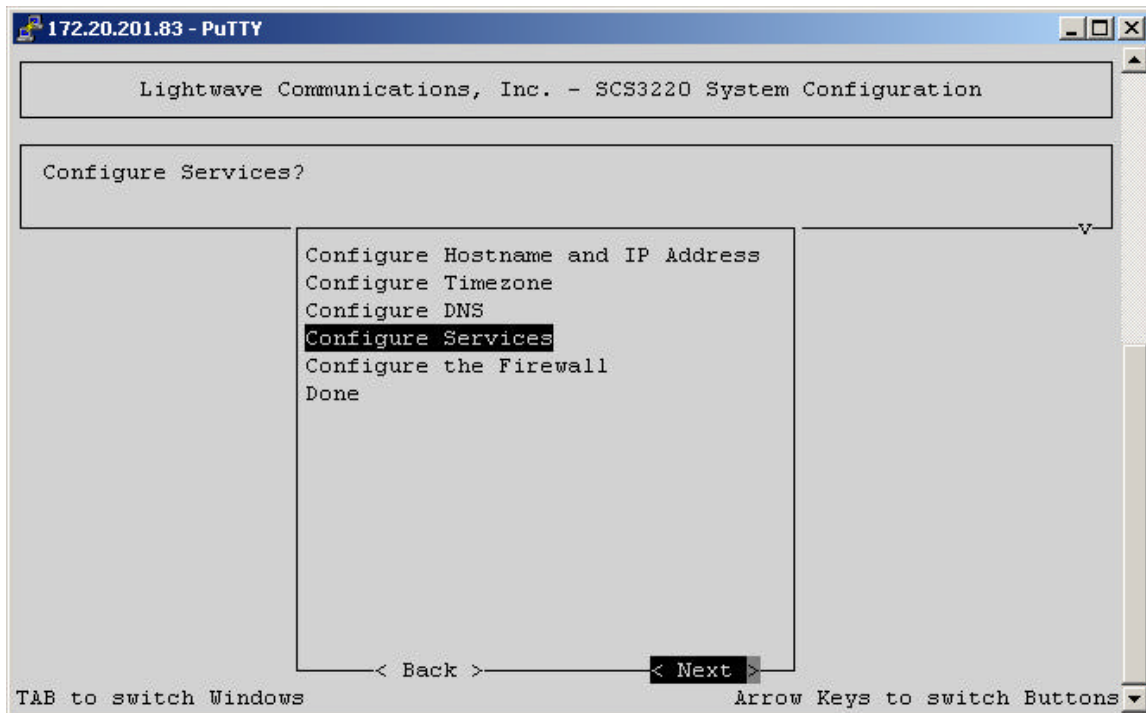 172.20.201.83 - PuTTY
Lightwave Communications, Inc. - SCS3220 System Configuration
Configure Services?
v
Configure Hostname and IP Address
Configure Timezone
Configure DNS
Configure Services
Configure the Firewall
Done
< Back > < Next >
TAB to switch Windows Arrow Keys to switch Buttons